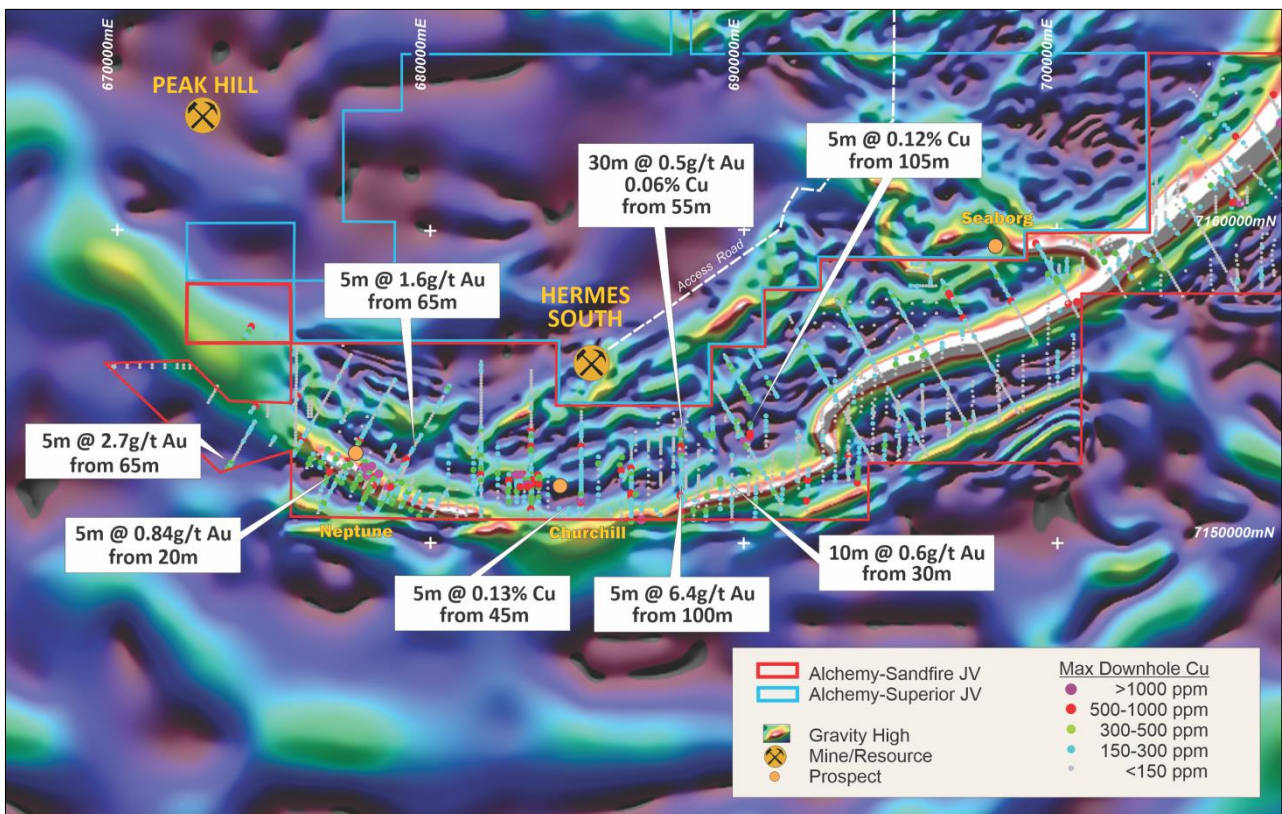 670000mE
680000mE
690000mE
700000mE
PEAK HILL
5m @ 0.12% Cu
from 105m
30m @ 0.5g/t Au
0.06% Cu
from 55m
Seaborg
7160000mN
Access Road
5m @ 1.6g/t Au
from 65m
HERMES
SOUTH
5m @ 2.7g/t Au
from 65m
5m @ 0.84g/t Au
from 20m
Neptune
Churchill
7150000mN
10m @ 0.6g/t Au
from 30m
5m @ 0.13% Cu
from 45m
5m @ 6.4g/t Au
from 100m
Alchemy-Sandfire JV
Alchemy-Superior JV
Gravity High
Mine/Resource
Prospect
Max Downhole Cu
>1000 ppm
500-1000 ppm
300-500 ppm
150-300 ppm
<150 ppm